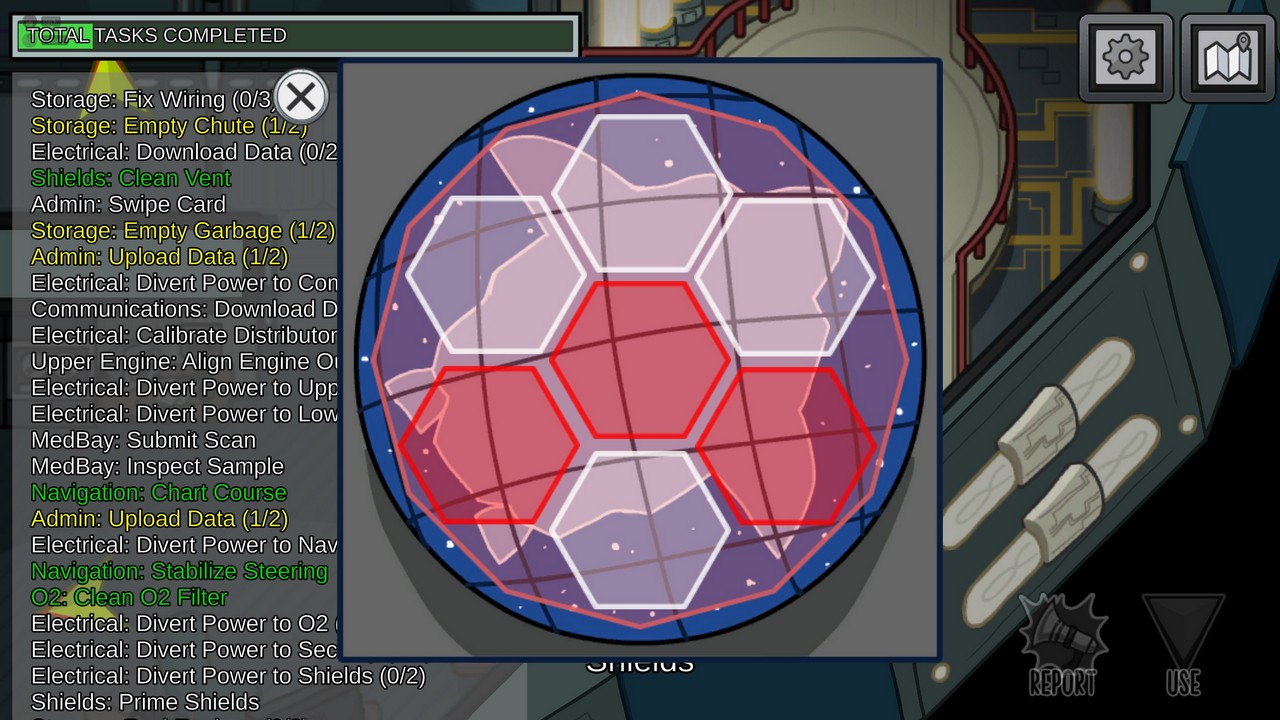 TOTAL TASKS COMPLETED
Storage: Fix Wiring (0/3
Storage: Empty Chute (1/2)
Electrical: Download Data (0/2
Shields: Clean Vent
Admin: Swipe Card
Storage: Empty Garbage (1/2)
Admin: Upload Data (1/2)
Electrical: Divert Power to Com
Communications: Download D
Electrical: Calibrate Distributor
Upper Engine: Align Engine Ou
Electrical: Divert Power to Upp
Electrical: Divert Power to Low
MedBay: Submit Scan
MedBay: Inspect Sample
Navigation: Chart Course
Admin: Upload Data (1/2)
Electrical: Divert Power to Nav
Navigation: Stabilize Steering
O2: Clean O2 Filter
Electrical: Divert Power to O2 (
Electrical: Divert Power to Sec
Electrical: Divert Power to Shields (0/2)
Shields: Prime Shields
Shields
REPORT
USE